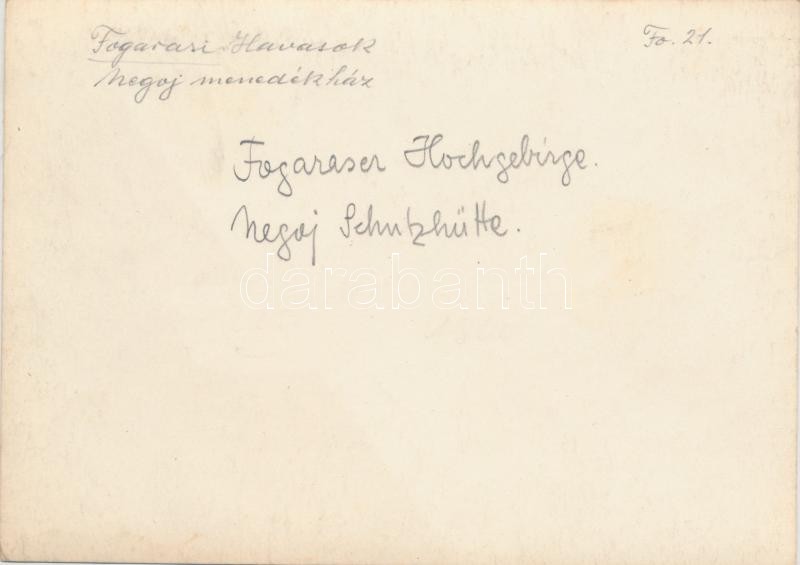 Fogarasi Havasok
Negoj menedékház
Fo. 21.
Fogaraser Hochgebirge.
Negoj Schutzhütte.
darabanth